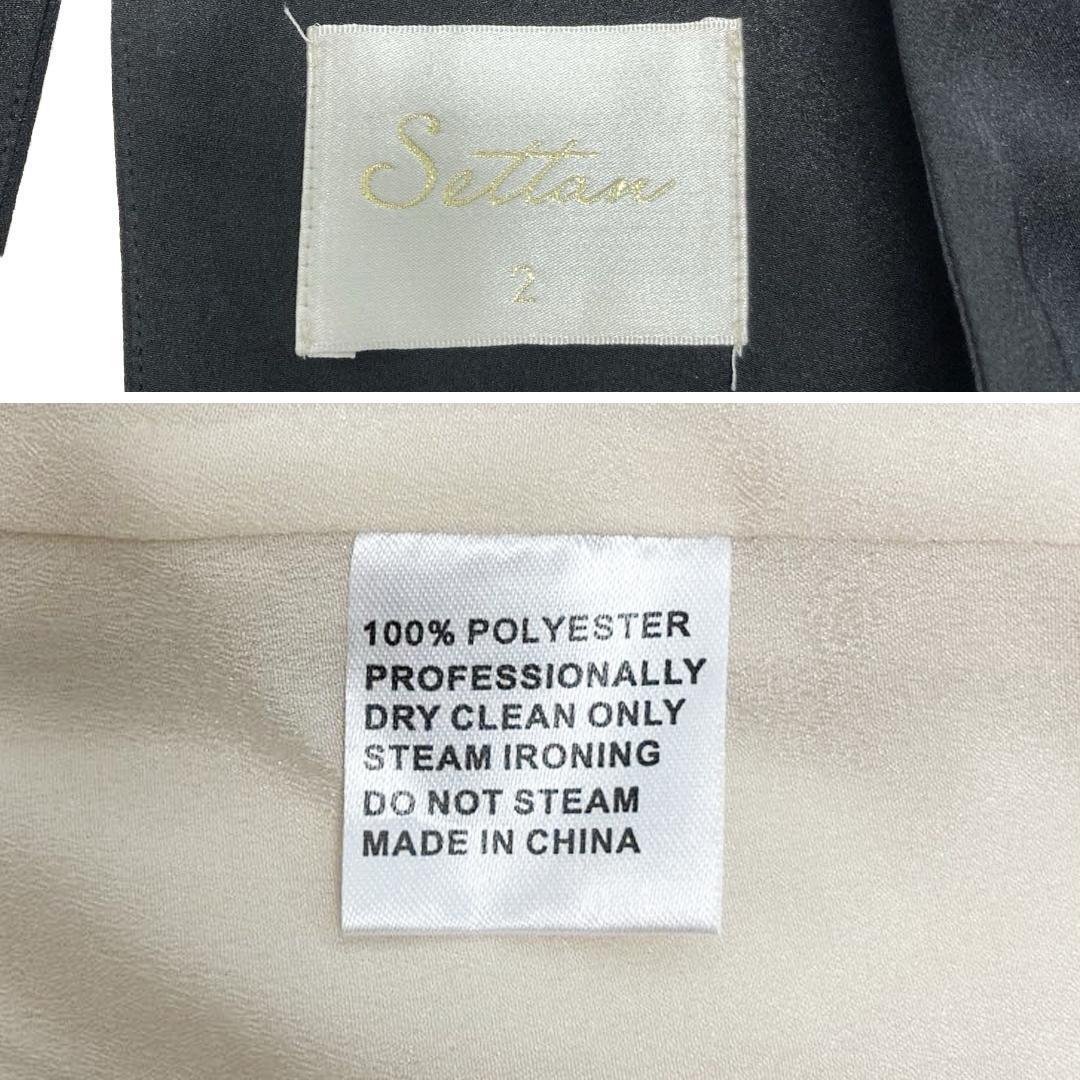 Settan
2
100% POLYESTER
PROFESSIONALLY
DRY CLEAN ONLY
STEAM IRONING
DO NOT STEAM
MADE IN CHINA